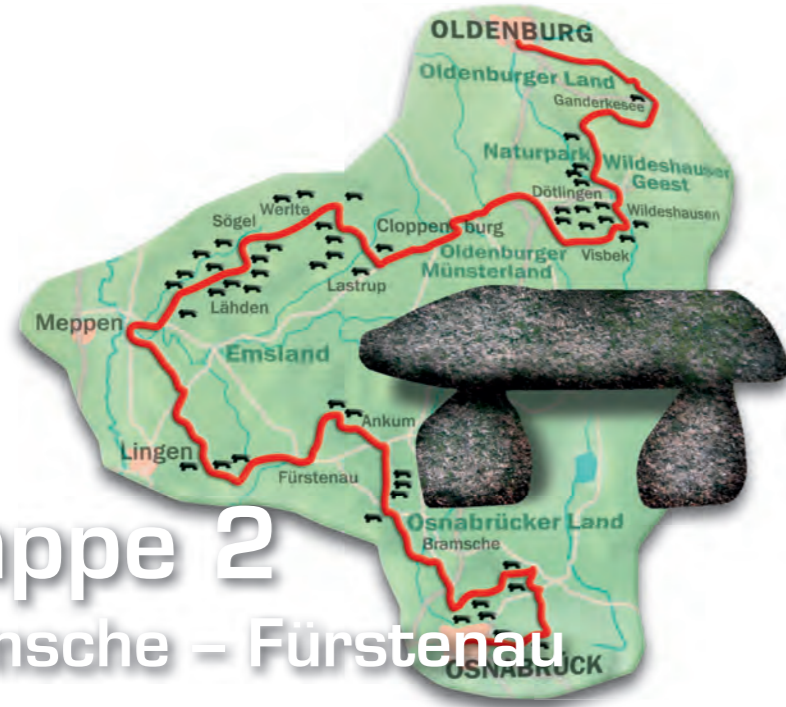 OLDENBURG
Oldenburger Land
Ganderkesee
Naturpark Wildeshauser
Geest
Dötlingen
Wildeshausen
Visbek
Sögel
Werlte
Cloppenburg
Oldenburger
Münsterland
Lastrup
Lähden
Meppen
Emsland
Ankum
Lingen
Fürstenau
Osnabrücker Land
Bramsche
appe 2
nsche – Fürstenau
OSNABRÜCK